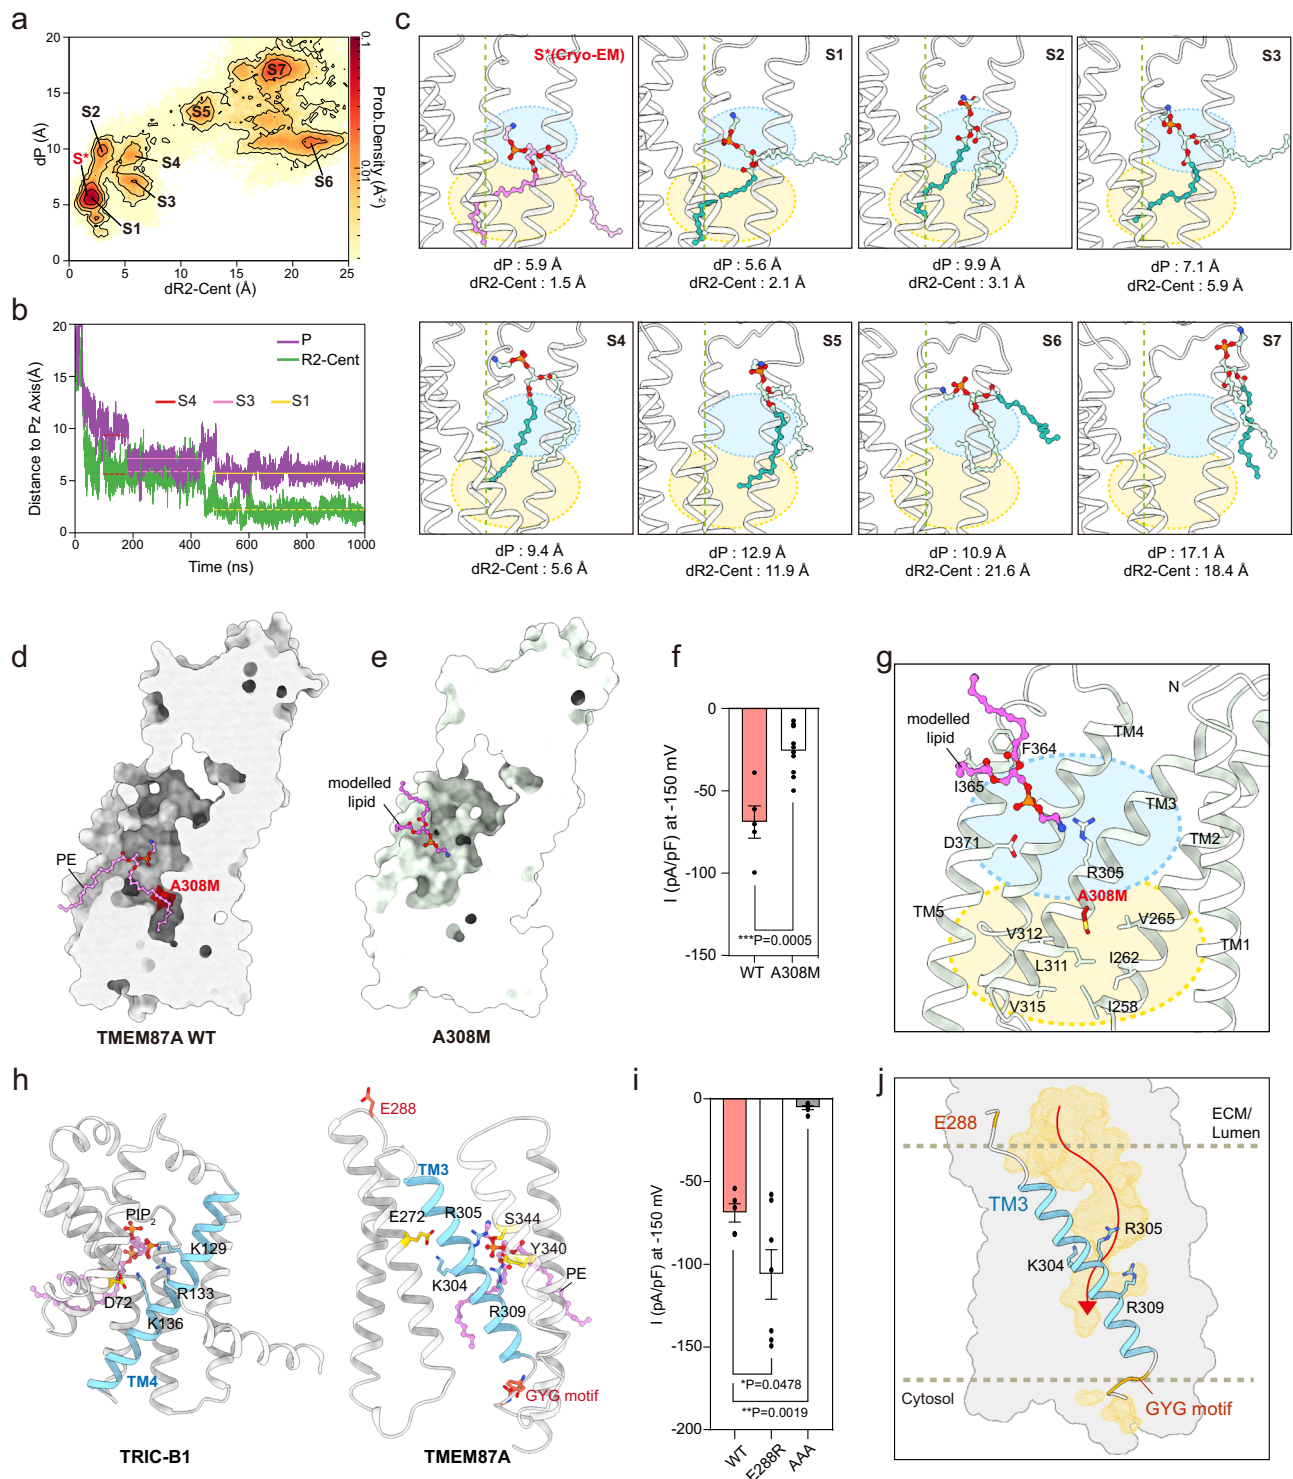 a
20
15
10
5
0
dP (Å)
0 5 10 15 20 25
dR2-Cent (Å)
S7
S5
S2
S*
S4
S3
S1
S6
0.1
0.01
Prob.Density (Å-2)
b
20
15
10
5
0
Distance to Pz Axis(Å)
P
R2-Cent
S4 S3 S1
0 200 400 600 800 1000
Time (ns)
c
S*(Cryo-EM)
dP : 5.9 Å
dR2-Cent : 1.5 Å
S1
dP : 5.6 Å
dR2-Cent : 2.1 Å
S2
dP : 9.9 Å
dR2-Cent : 3.1 Å
S3
dP : 7.1 Å
dR2-Cent : 5.9 Å
S4
dP : 9.4 Å
dR2-Cent : 5.6 Å
S5
dP : 12.9 Å
dR2-Cent : 11.9 Å
S6
dP : 10.9 Å
dR2-Cent : 21.6 Å
S7
dP : 17.1 Å
dR2-Cent : 18.4 Å
d
PE
A308M
TMEM87A WT
e
modelled
lipid
A308M
f
0
-50
-100
-150
I (pA/pF) at -150 mV
***P=0.0005
WT A308M
g
N
modelled
lipid
TM4
F364
I365
TM3
D371
TM2
R305
A308M
TM5
V265
V312
TM1
L311
I262
V315
I258
h
PIP2
K129
D72
R133
K136
TM4
TRIC-B1
E288
TM3
R305
S344
E272
Y340
K304
PE
R309
GYG motif
TMEM87A
i
0
-50
-100
-150
-200
I (pA/pF) at -150 mV
*P=0.0478
**P=0.0019
WT
E288R
AAA
j
E288
ECM/
Lumen
TM3
R305
K304
R309
Cytosol
GYG motif